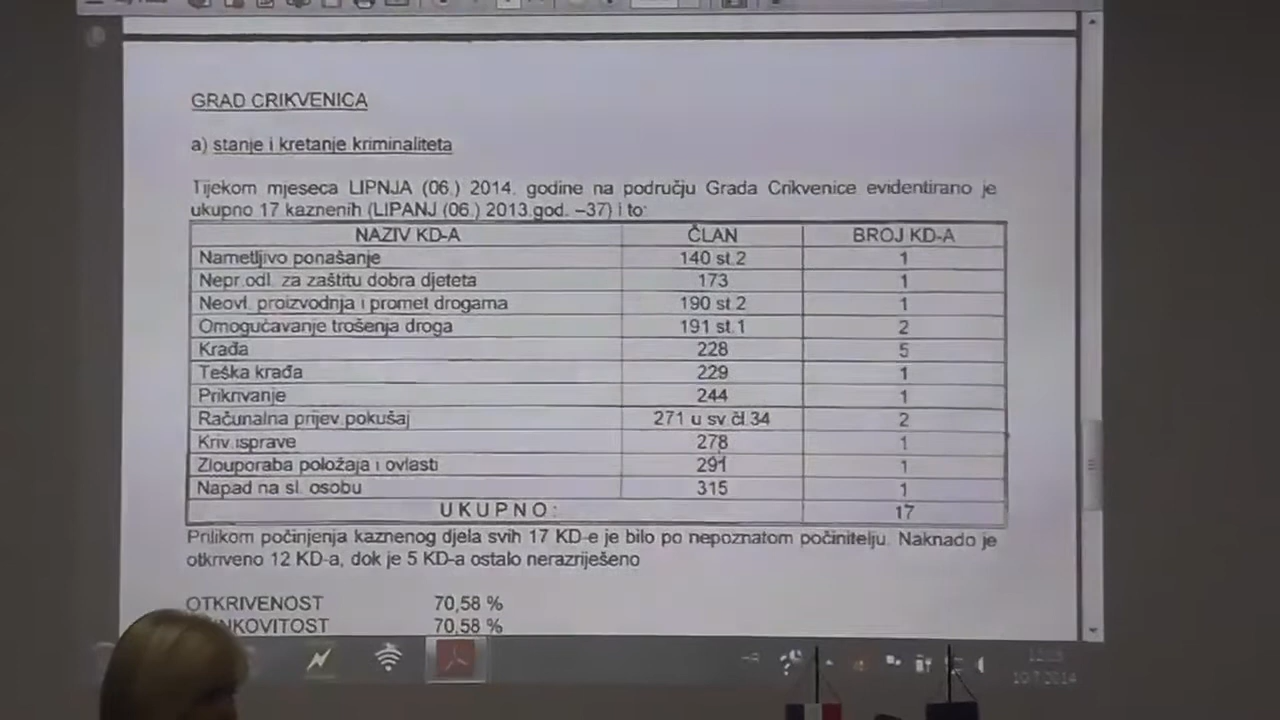 GRAD CRIKVENICA
a) stanje i kretanje kriminaliteta
Tijekom mjeseca LIPNJA (06.) 2014. godine na području Grada Crikvenice evidentirano je
ukupno 17 kaznenih (LIPANJ (06.) 2013.god. –37) i to:
NAZIV KD-A ČLAN BROJ KD-A
Nametljivo ponašanje 140 st.2 1
Nepr.odl. za zaštitu dobra djeteta 173 1
Neovl. proizvodnja i promet drogama 190 st.2 1
Omogučavanje trošenja droga 191 st.1 2
Krađa 228 5
Teška krađa 229 1
Prikrivanje 244 1
Računalna prijev.pokušaj 271 u sv.čl.34 2
Kriv.isprave 278 1
Zlouporaba položaja i ovlasti 291 1
Napad na sl. osobu 315 1
UKUPNO: 17
Prilikom počinjenja kaznenog djela svih 17 KD-e je bilo po nepoznatom počinitelju. Naknado je
otkriveno 12 KD-a, dok je 5 KD-a ostalo nerazriješeno
OTKRIVENOST 70,58 %
NKOVITOST 70,58 %
10.7.2014